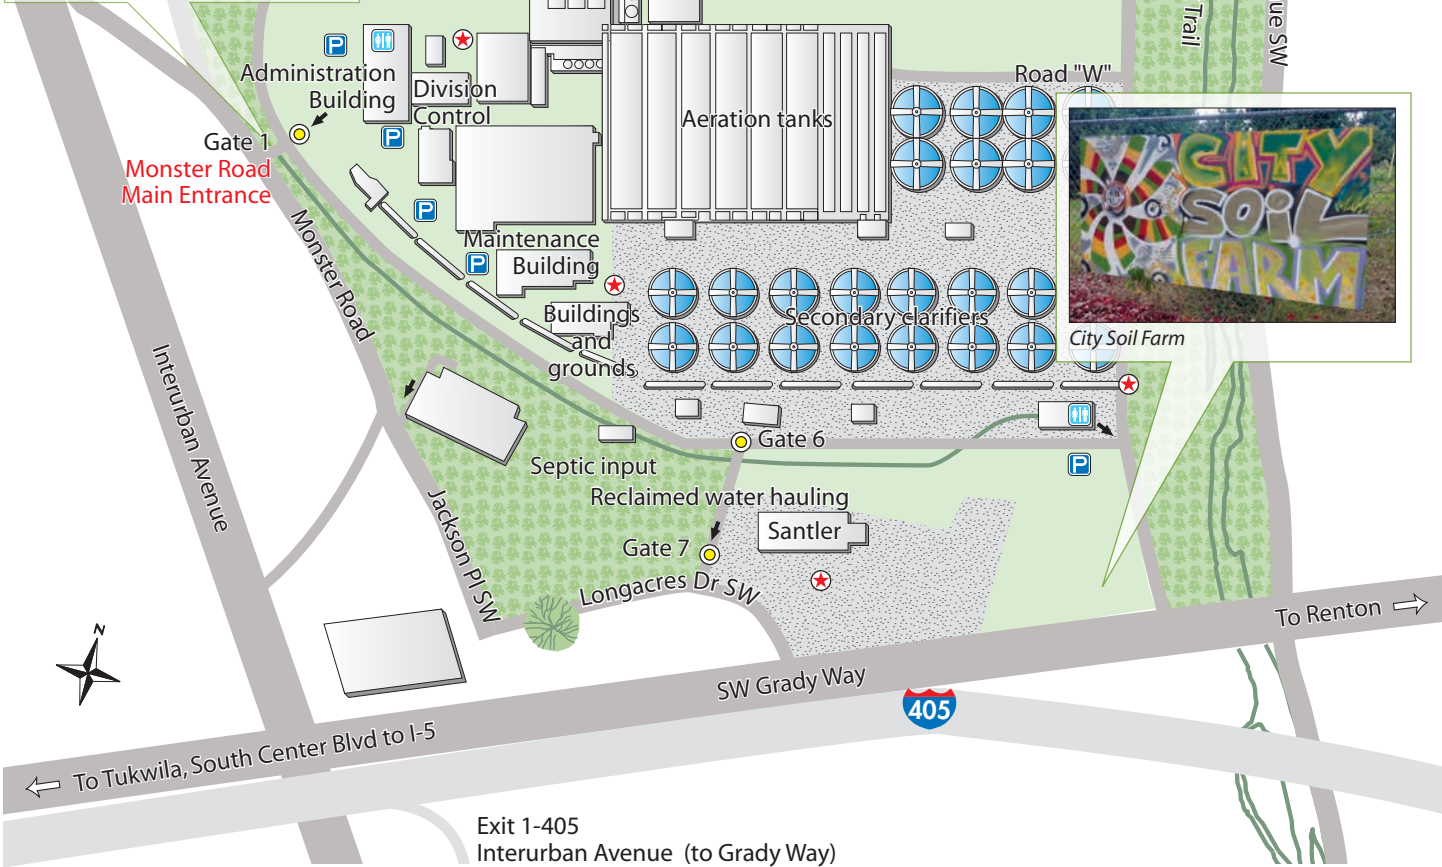 Trail
ue SW
Road "W"
Administration
Building
Division
Control
Aeration tanks
Gate 1
Monster Road
Main Entrance
CITY
SOIL
FARM
City Soil Farm
Monster Road
Maintenance
Building
Buildings
and
grounds
Secondary clarifiers
Interurban Avenue
Gate 6
Septic input
Reclaimed water hauling
Santler
Gate 7
Longacres Dr SW
Jackson Pl SW
N
To Renton
SW Grady Way
405
To Tukwila, South Center Blvd to I-5
Exit 1-405
Interurban Avenue (to Grady Way)
P
P
P
P
P